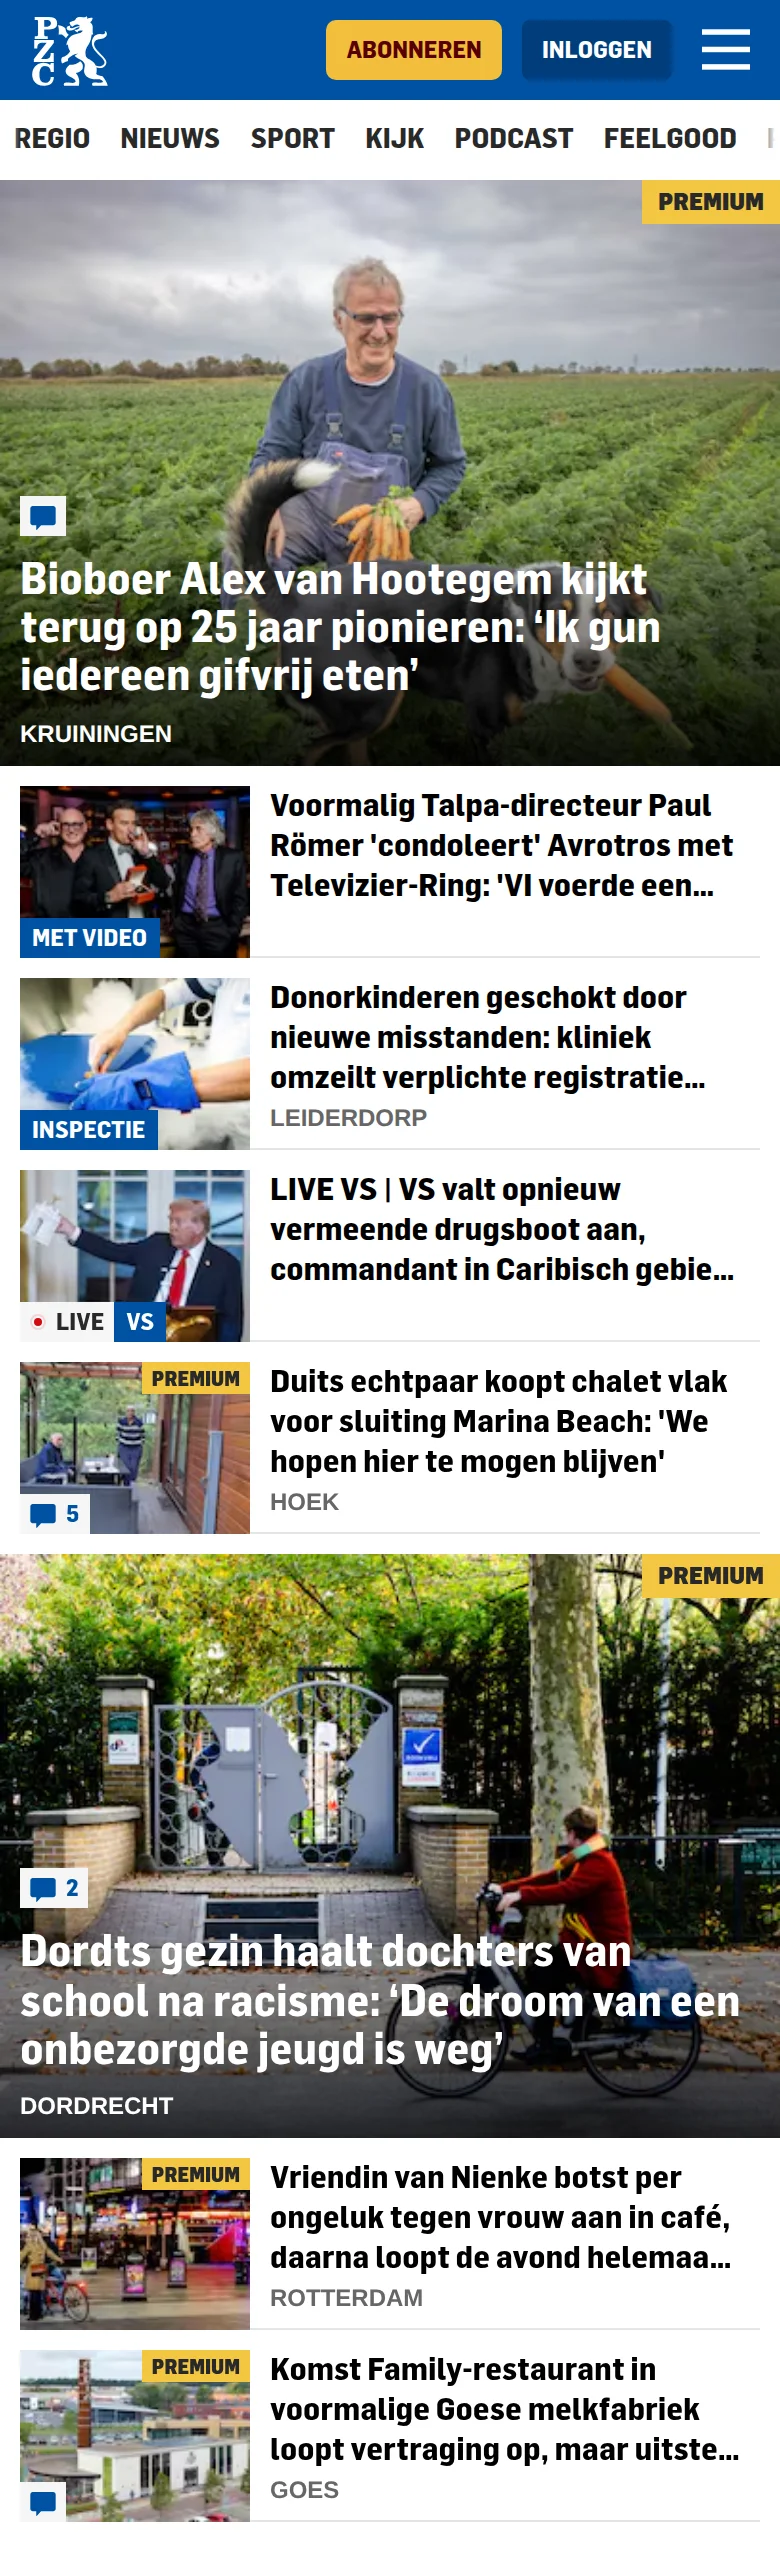 PZC
ABONNEREN
INLOGGEN
REGIO NIEUWS SPORT KIJK PODCAST FEELGOOD
PREMIUM
Bioboer Alex van Hootegem kijkt
terug op 25 jaar pionieren: ‘Ik gun
iedereen gifvrij eten’
KRUININGEN
Voormalig Talpa-directeur Paul
Römer 'condoleert' Avrotros met
Televizier-Ring: 'VI voerde een...
MET VIDEO
Donorkinderen geschokt door
nieuwe misstanden: kliniek
omzeilt verplichte registratie...
LEIDERDORP
INSPECTIE
LIVE VS | VS valt opnieuw
vermeende drugsboot aan,
commandant in Caribisch gebie...
LIVE VS
PREMIUM
Duits echtpaar koopt chalet vlak
voor sluiting Marina Beach: 'We
hopen hier te mogen blijven'
HOEK
5
PREMIUM
2
Dordts gezin haalt dochters van
school na racisme: ‘De droom van een
onbezorgde jeugd is weg’
DORDRECHT
PREMIUM
Vriendin van Nienke botst per
ongeluk tegen vrouw aan in café,
daarna loopt de avond helemaa...
ROTTERDAM
PREMIUM
Komst Family-restaurant in
voormalige Goese melkfabriek
loopt vertraging op, maar uitste...
GOES